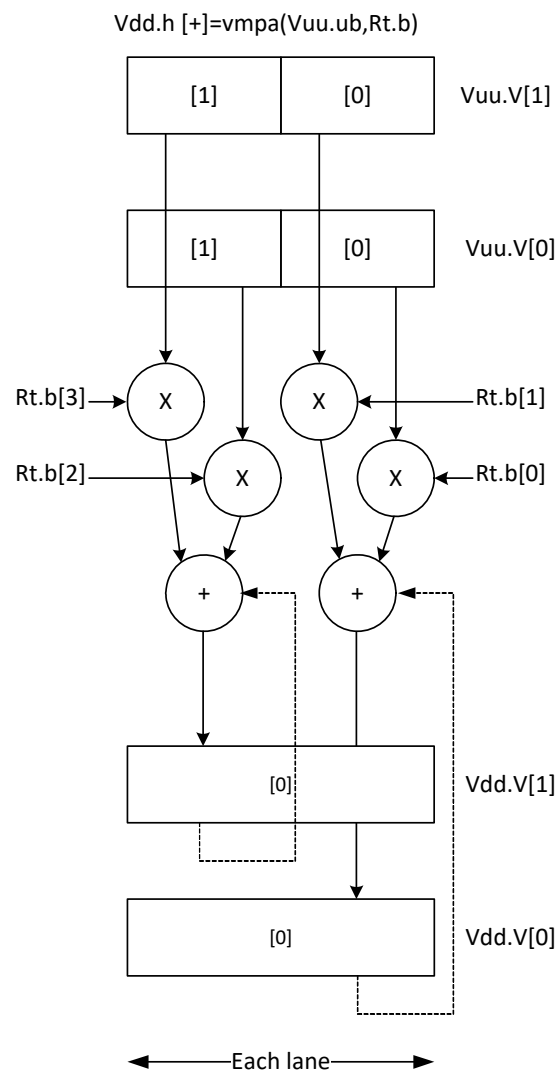 Vdd.h [+]=vmpa(Vuu.ub,Rt.b)
[1] [0] Vuu.V[1]
[1] [0] Vuu.V[0]
Rt.b[3] X X Rt.b[1]
Rt.b[2] X X Rt.b[0]
+ +
[0] Vdd.V[1]
[0] Vdd.V[0]
Each lane